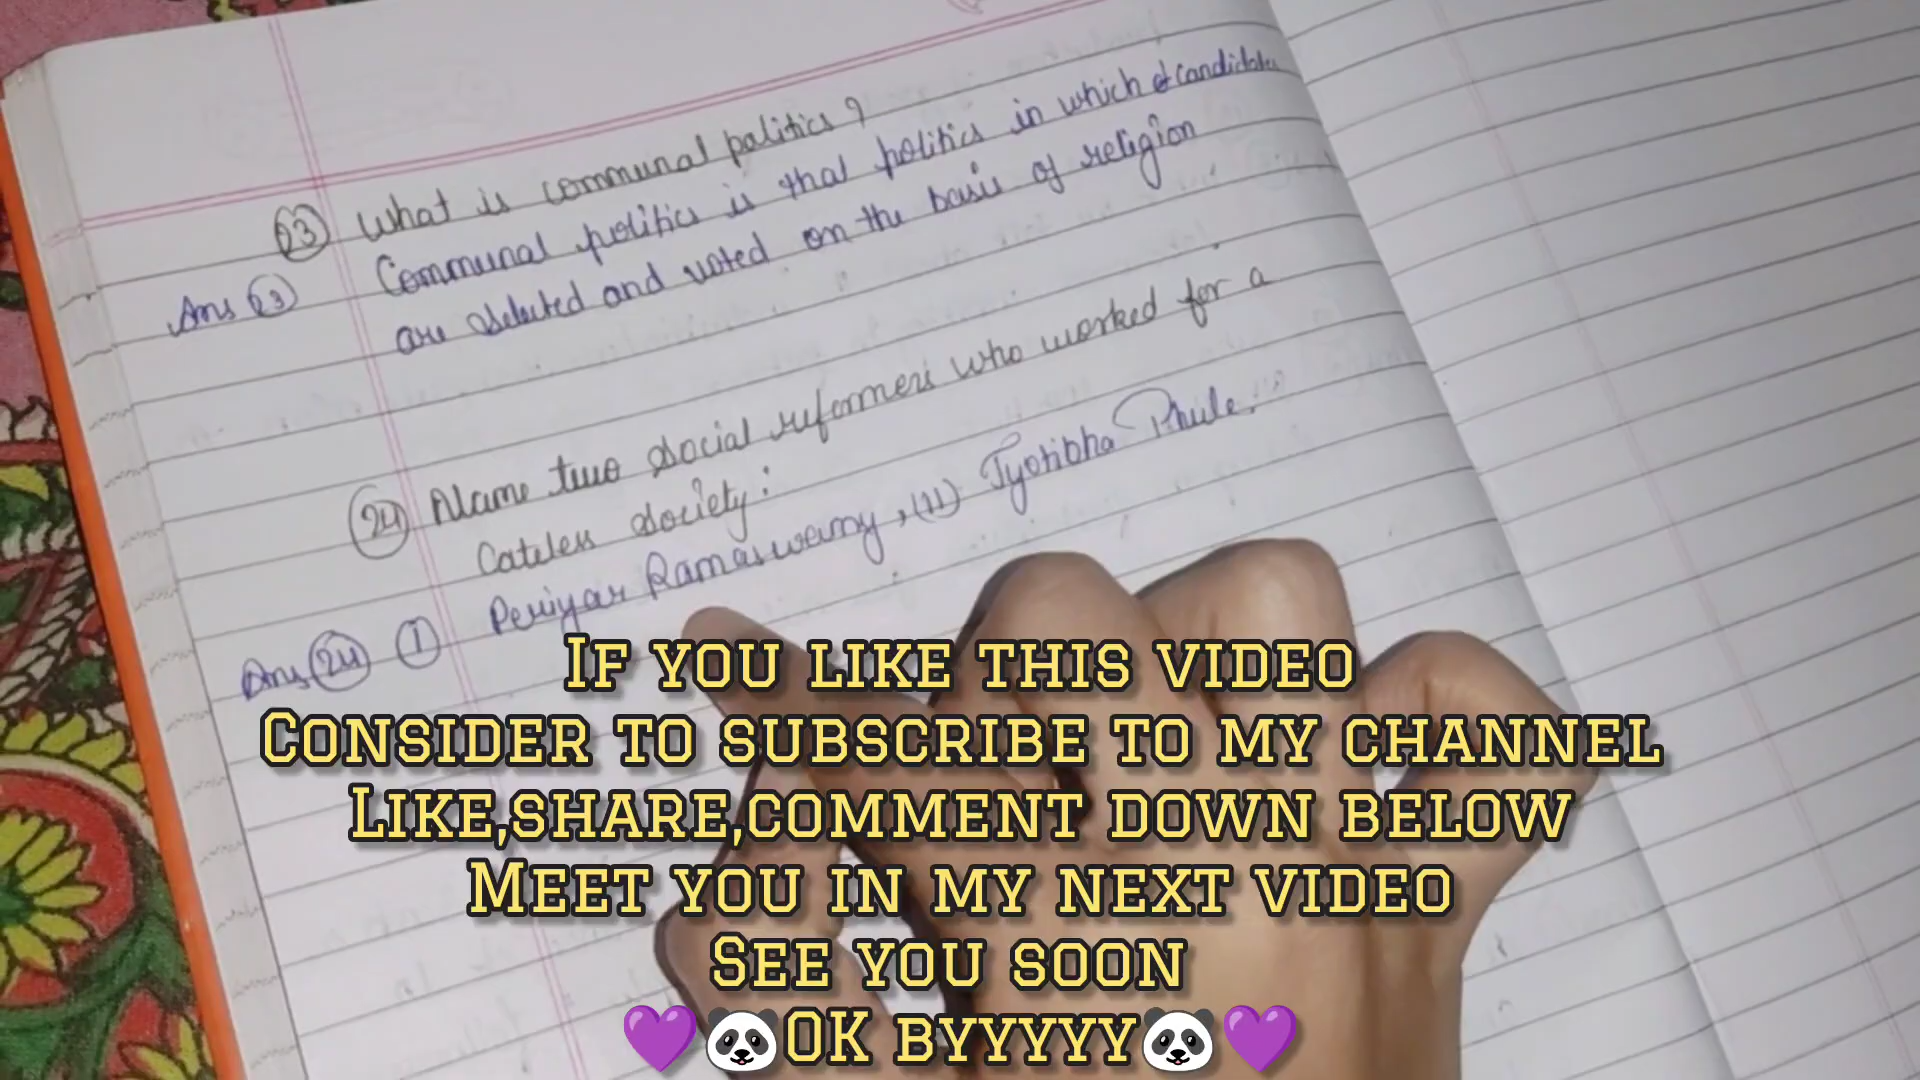 23 What is communal politics ?
Ans 23 Communal politics is that politics in which candidates
are selected and voted on the basis of religion
24 Name two social reformers who worked for a
Cateless society :
Ans 24 I Periyar Ramaswamy , (II) Jyotibha Phule.
If you like this video
Consider to subscribe to my channel
Like,share,comment down below
Meet you in my next video
See you soon
💜🐼OK byyyyy🐼💜